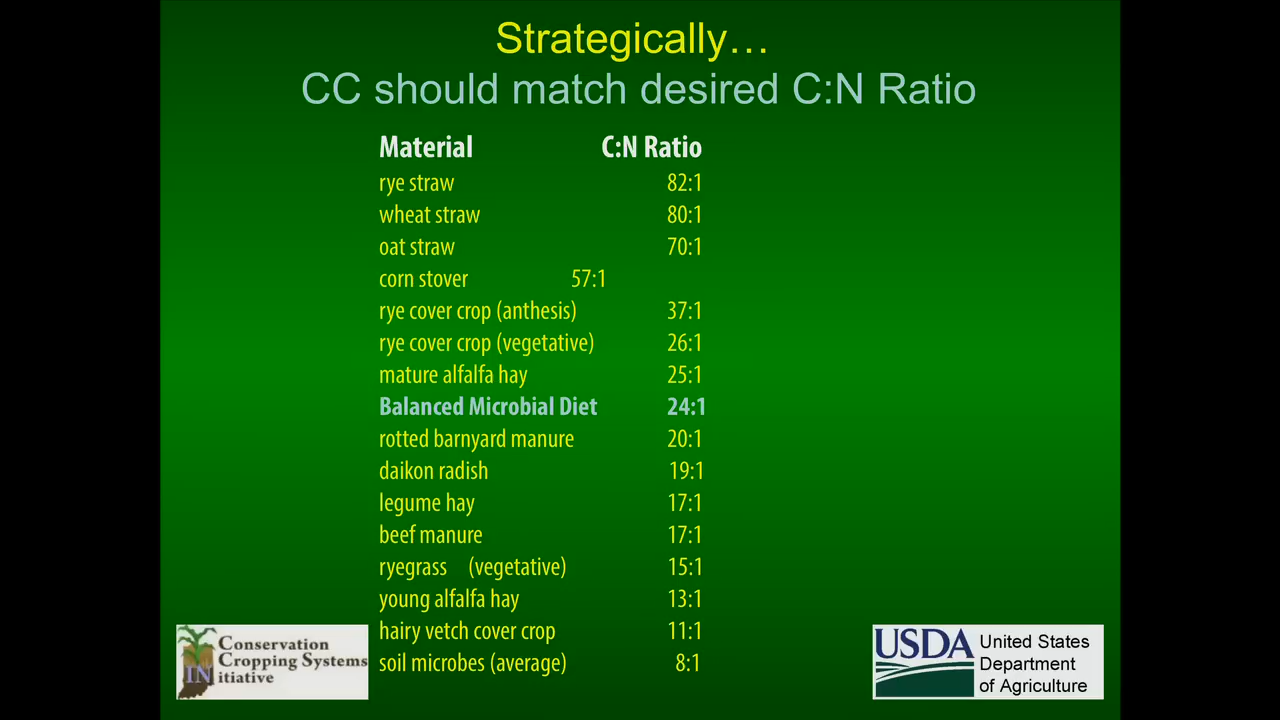 Strategically…
CC should match desired C:N Ratio
Material C:N Ratio
rye straw 82:1
wheat straw 80:1
oat straw 70:1
corn stover 57:1
rye cover crop (anthesis) 37:1
rye cover crop (vegetative) 26:1
mature alfalfa hay 25:1
Balanced Microbial Diet 24:1
rotted barnyard manure 20:1
daikon radish 19:1
legume hay 17:1
beef manure 17:1
ryegrass (vegetative) 15:1
young alfalfa hay 13:1
hairy vetch cover crop 11:1
soil microbes (average) 8:1
Conservation
Cropping Systems
INitiative
USDA
United States
Department
of Agriculture